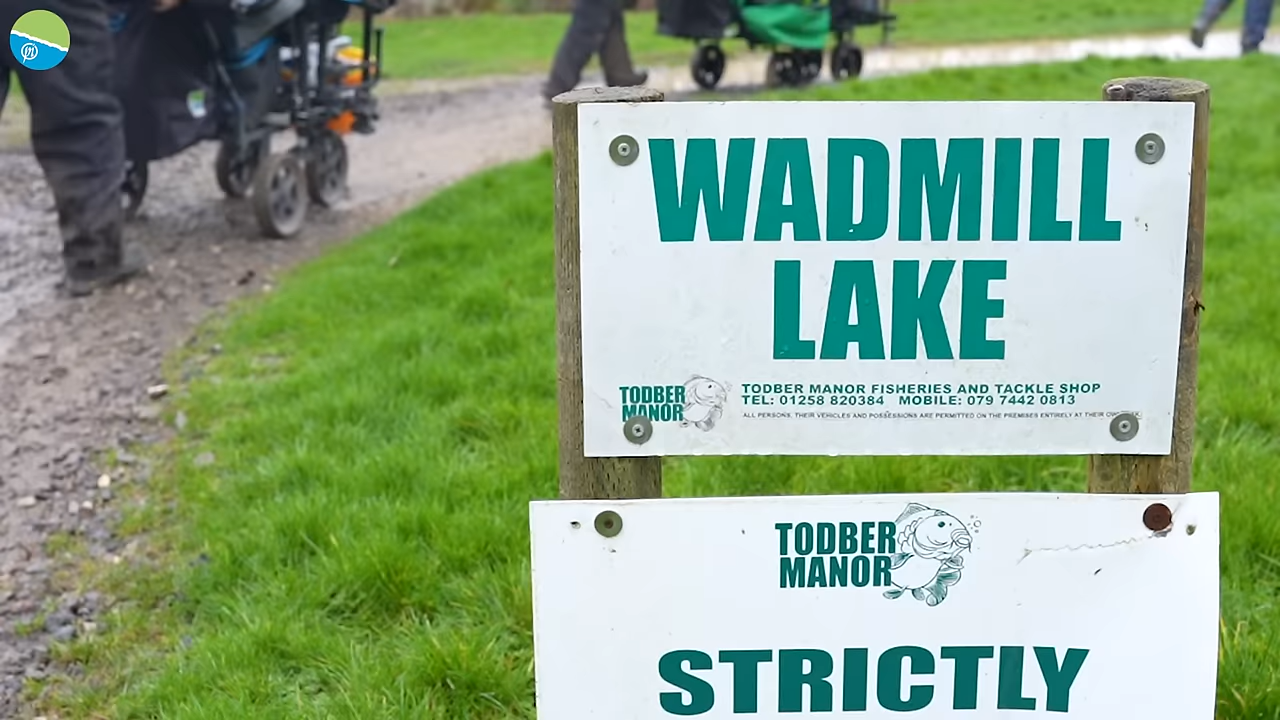 WADMILL
LAKE
TODBER
MANOR
TODBER MANOR FISHERIES AND TACKLE SHOP
TEL: 01258 820384 MOBILE: 079 7442 0813
ALL PERSONS, THEIR VEHICLES AND POSSESSIONS ARE PERMITTED ON THE PREMISES ENTIRELY AT THEIR OWN
TODBER
MANOR
STRICTLY